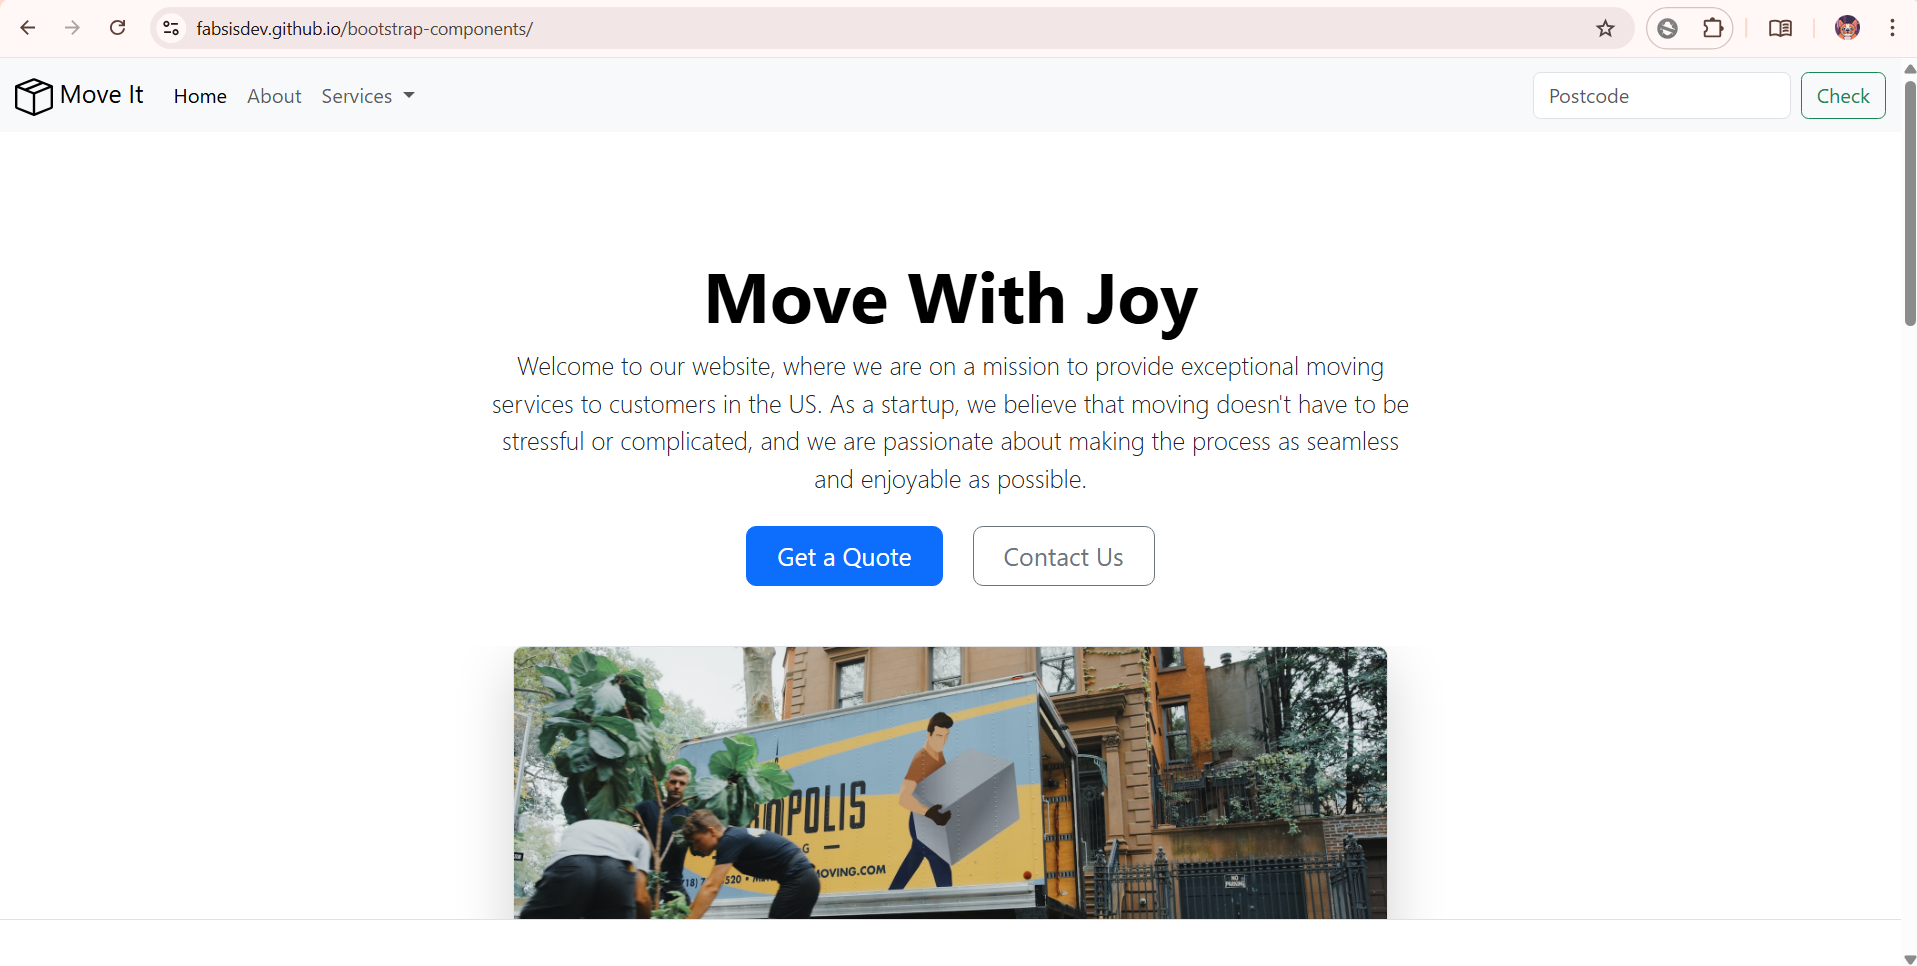 fabsisdev.github.io/bootstrap-components/
Move It
Home
About
Services
Postcode
Check
Move With Joy
Welcome to our website, where we are on a mission to provide exceptional moving
services to customers in the US. As a startup, we believe that moving doesn't have to be
stressful or complicated, and we are passionate about making the process as seamless
and enjoyable as possible.
Get a Quote
Contact Us
POLIS
G
MOVING.COM
NO
PARKING